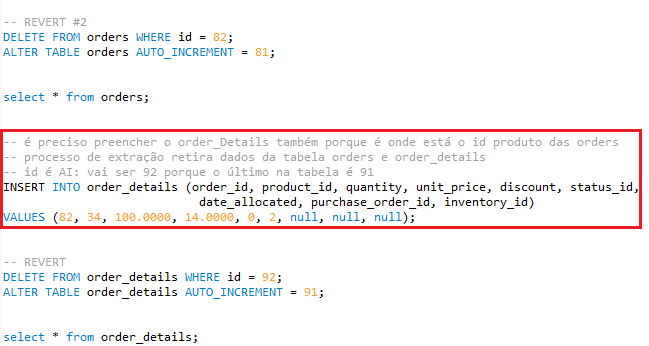 -- REVERT #2
DELETE FROM orders WHERE id = 82;
ALTER TABLE orders AUTO_INCREMENT = 81;
select * from orders;
-- é preciso preencher o order_Details também porque é onde está o id produto das orders
-- processo de extração retira dados da tabela orders e order_details
-- id é AI: vai ser 92 porque o último na tabela é 91
INSERT INTO order_details (order_id, product_id, quantity, unit_price, discount, status_id,
date_allocated, purchase_order_id, inventory_id)
VALUES (82, 34, 100.0000, 14.0000, 0, 2, null, null, null);
-- REVERT
DELETE FROM order_details WHERE id = 92;
ALTER TABLE order_details AUTO_INCREMENT = 91;
select * from order_details;